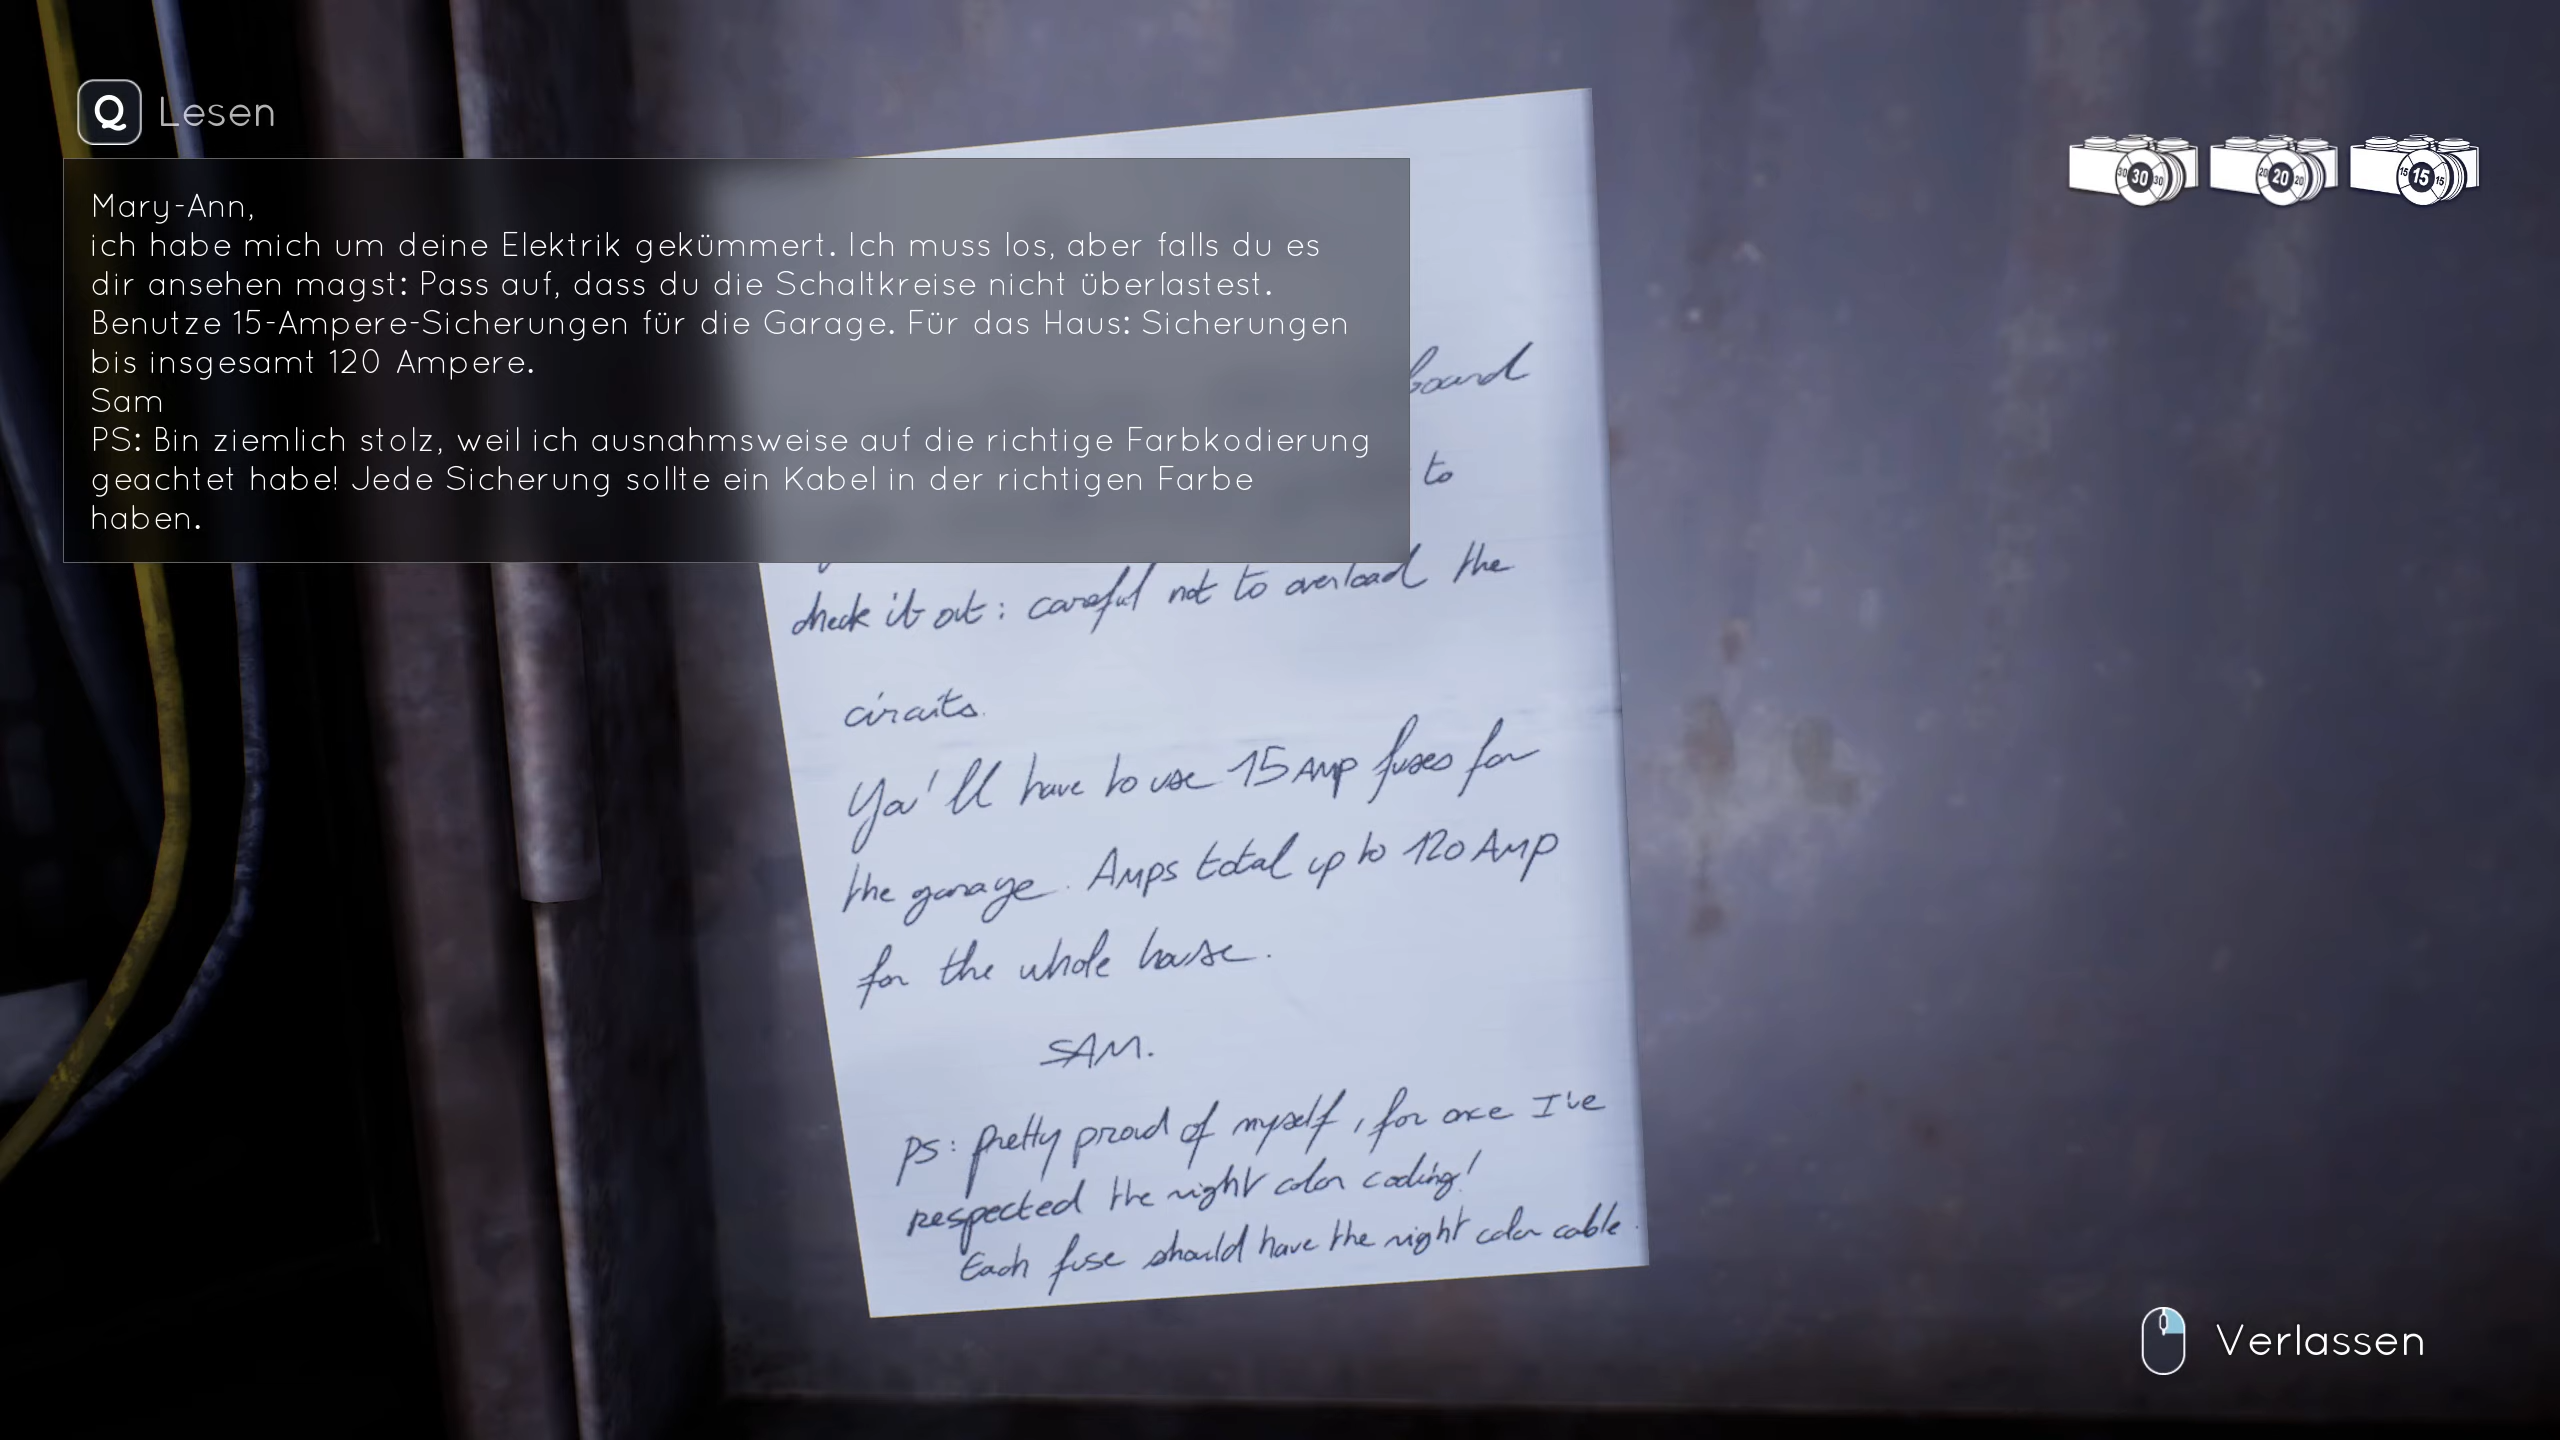 Q Lesen
30 30 30 20 20 20 15 15 15
Mary-Ann,
ich habe mich um deine Elektrik gekümmert. Ich muss los, aber falls du es
dir ansehen magst: Pass auf, dass du die Schaltkreise nicht überlastest.
Benutze 15-Ampere-Sicherungen für die Garage. Für das Haus: Sicherungen
bis insgesamt 120 Ampere.
Sam
PS: Bin ziemlich stolz, weil ich ausnahmsweise auf die richtige Farbkodierung
geachtet habe! Jede Sicherung sollte ein Kabel in der richtigen Farbe
haben.
board
to
check it out: careful not to overload the
circuits.
You'll have to use 15 AMP fuses for
the garage. AMPS total up to 120 AMP
for the whole house.
SAM.
PS: pretty proud of myself, for once I've
respected the right color coding!
Each fuse should have the right color cable.
Verlassen